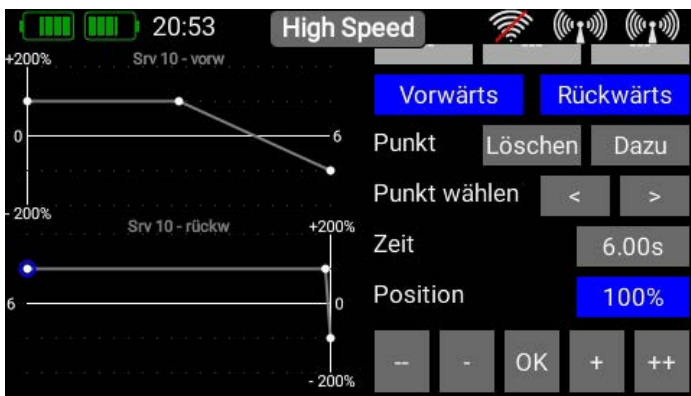 20:53 High Speed
+200% Srv 10 - vorw
0 6
- 200%
Srv 10 - rückw +200%
6 0
- 200%
Vorwärts Rückwärts
Punkt Löschen Dazu
Punkt wählen < >
Zeit 6.00s
Position 100%
-- - OK + ++